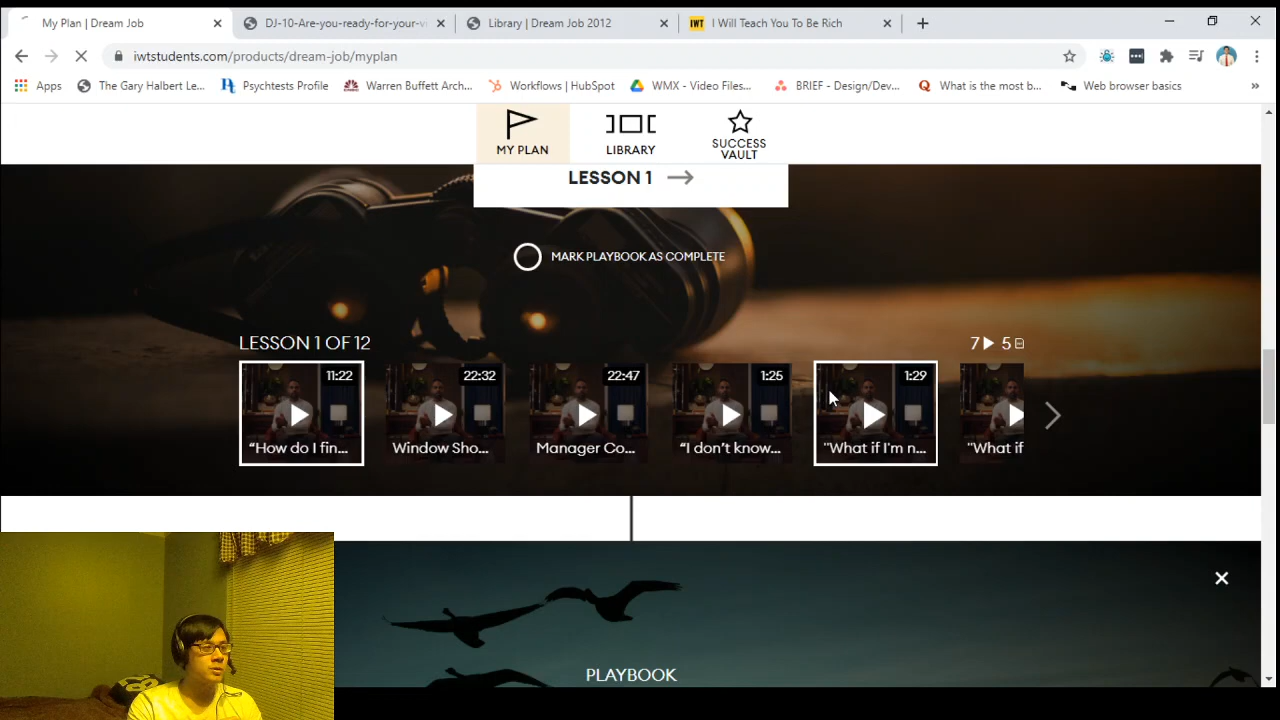 My Plan | Dream Job
DJ-10-Are-you-ready-for-your-v
Library | Dream Job 2012
IWT I Will Teach You To Be Rich
iwtstudents.com/products/dream-job/myplan
Apps
The Gary Halbert Le...
Psychtests Profile
Warren Buffett Arch...
Workflows | HubSpot
WMX - Video Files...
BRIEF - Design/Dev...
What is the most b...
Web browser basics
MY PLAN
LIBRARY
SUCCESS
VAULT
LESSON 1
MARK PLAYBOOK AS COMPLETE
LESSON 1 OF 12
7 5
11:22
22:32
22:47
1:25
1:29
“How do I fin...
Window Sho...
Manager Co...
“I don’t know...
"What if I'm n...
"What if
PLAYBOOK